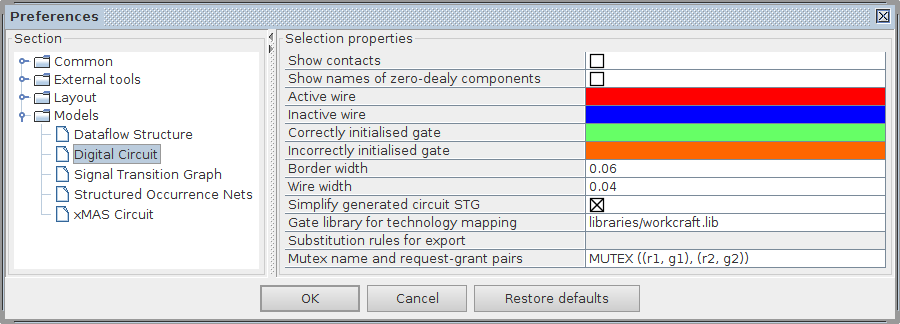 Preferences
Section
Common
External tools
Layout
Models
Dataflow Structure
Digital Circuit
Signal Transition Graph
Structured Occurrence Nets
xMAS Circuit
Selection properties
Show contacts
Show names of zero-dealy components
Active wire
Inactive wire
Correctly initialised gate
Incorrectly initialised gate
Border width 0.06
Wire width 0.04
Simplify generated circuit STG
Gate library for technology mapping libraries/workcraft.lib
Substitution rules for export
Mutex name and request-grant pairs MUTEX ((r1, g1), (r2, g2))
OK Cancel Restore defaults